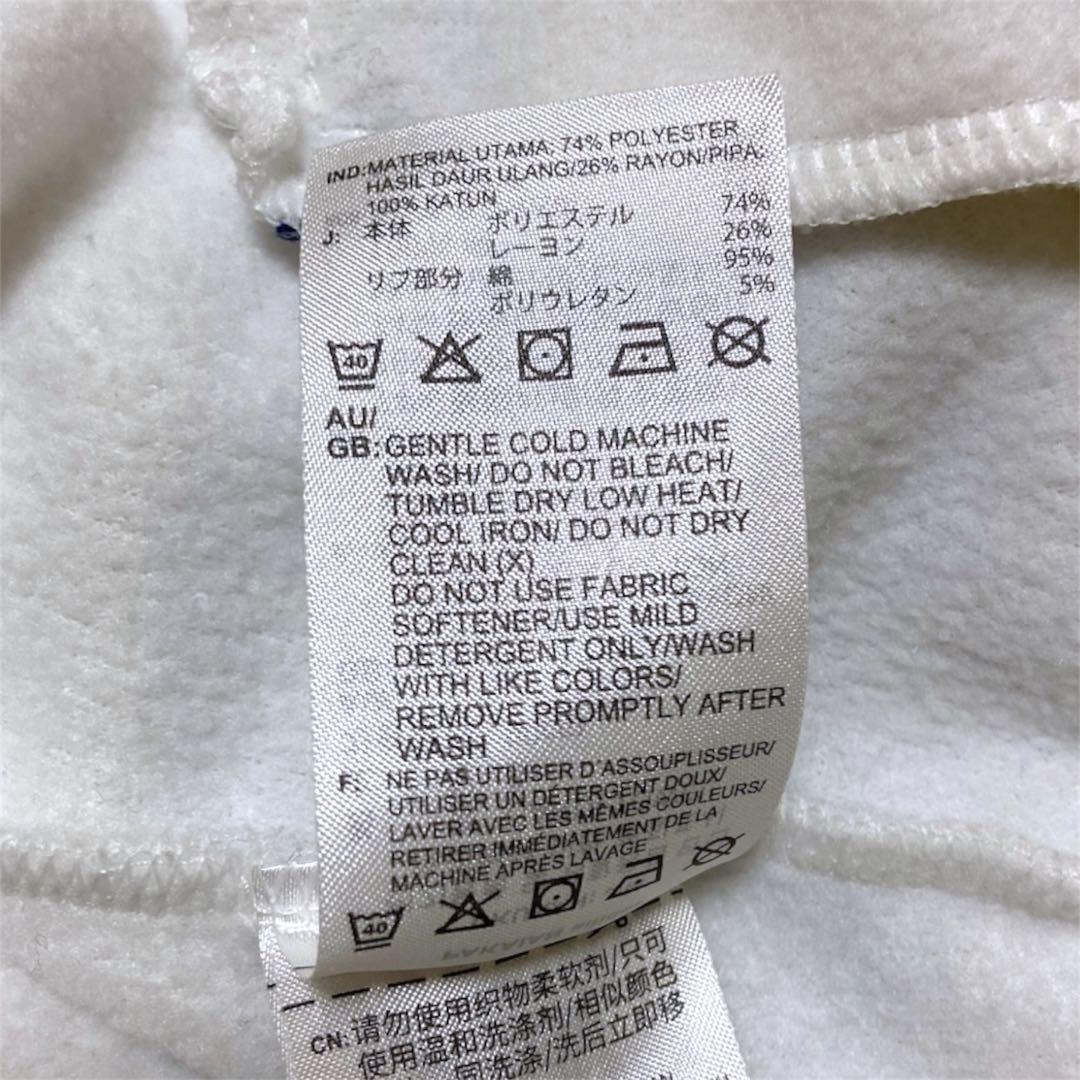 IND: MATERIAL UTAMA: 74% POLYESTER
HASIL DAUR ULANG/26% RAYON/PIPA:
100% KATUN
J: 本体 ポリエステル 74%
レーヨン 26%
リブ部分 綿 95%
ポリウレタン 5%
40
AU/
GB: GENTLE COLD MACHINE
WASH/ DO NOT BLEACH/
TUMBLE DRY LOW HEAT/
COOL IRON/ DO NOT DRY
CLEAN (X)
DO NOT USE FABRIC
SOFTENER/USE MILD
DETERGENT ONLY/WASH
WITH LIKE COLORS/
REMOVE PROMPTLY AFTER
WASH
F: NE PAS UTILISER D'ASSOUPLISSEUR/
UTILISER UN DÉTERGENT DOUX/
LAVER AVEC LES MÊMES COULEURS/
RETIRER IMMÉDIATEMENT DE LA
MACHINE APRÈS LAVAGE
40
CN: 请勿使用织物柔软剂/只可
使用温和洗涤剂/相似颜色
同洗涤/洗后立即移